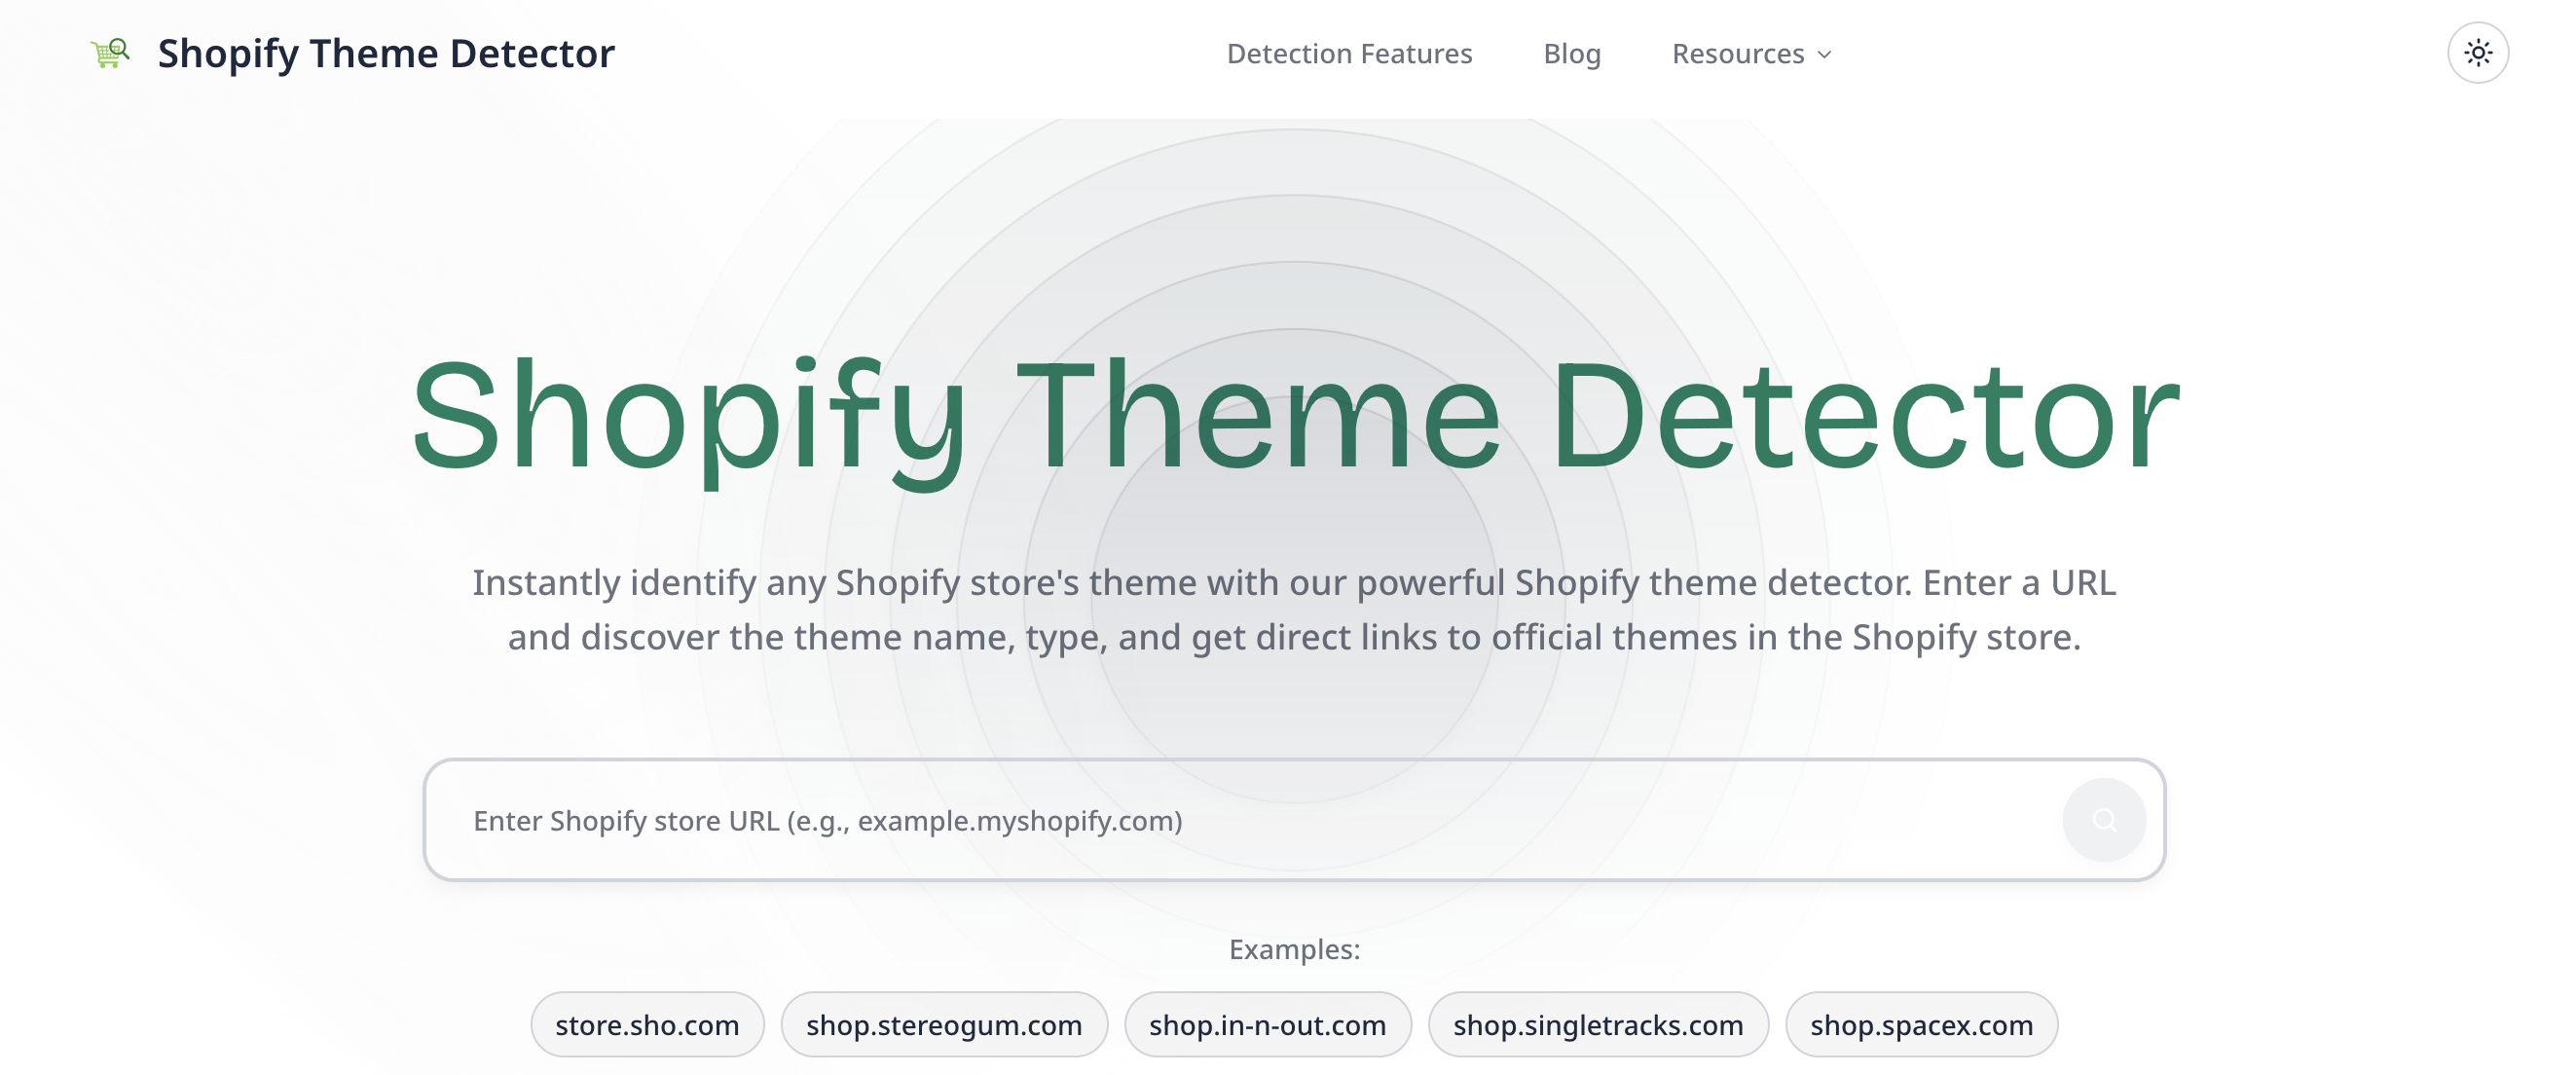 Shopify Theme Detector
Detection Features
Blog
Resources
Shopify Theme Detector
Instantly identify any Shopify store's theme with our powerful Shopify theme detector. Enter a URL
and discover the theme name, type, and get direct links to official themes in the Shopify store.
Enter Shopify store URL (e.g., example.myshopify.com)
Examples:
store.sho.com
shop.stereogum.com
shop.in-n-out.com
shop.singletracks.com
shop.spacex.com